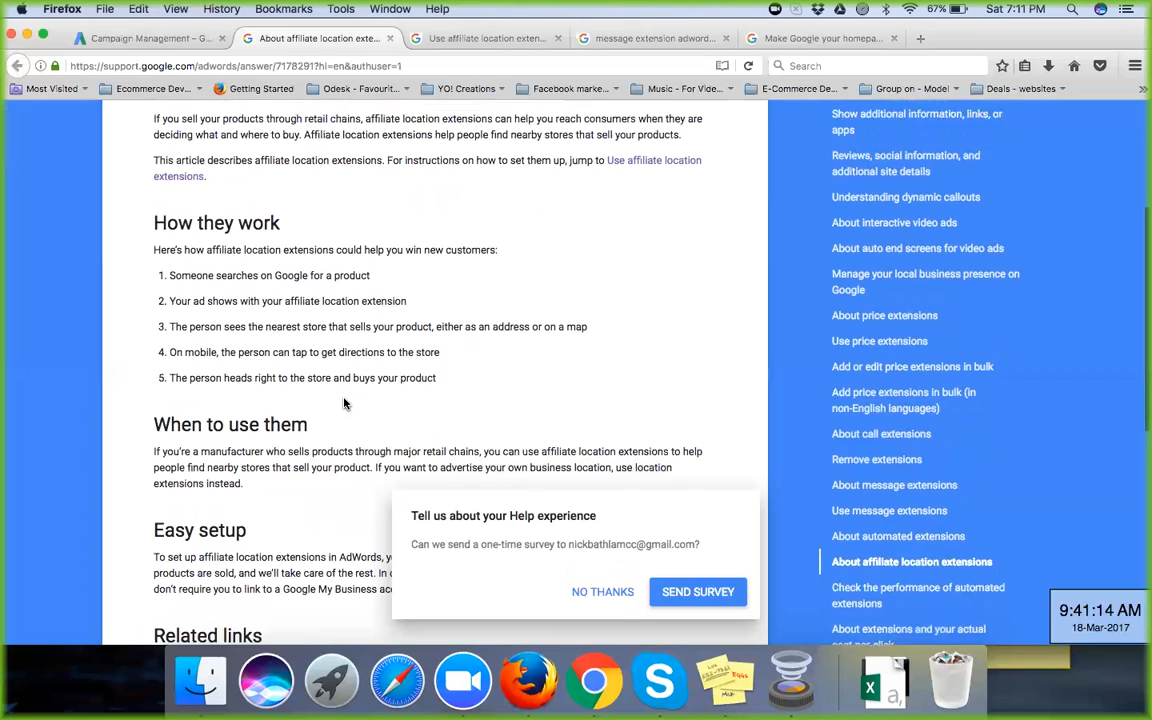 Firefox File Edit View History Bookmarks Tools Window Help 67% Sat 7:11 PM
Campaign Management – G... About affiliate location exte... Use affiliate location exten... message extension adword... Make Google your homepa...
https://support.google.com/adwords/answer/7178291?hl=en&authuser=1 Search
Most Visited Ecommerce Dev... Getting Started Odesk - Favourit... YO! Creations Facebook marke... Music - For Vide... E-Commerce De... Group on - Model Deals - websites
If you sell your products through retail chains, affiliate location extensions can help you reach consumers when they are
deciding what and where to buy. Affiliate location extensions help people find nearby stores that sell your products.
This article describes affiliate location extensions. For instructions on how to set them up, jump to Use affiliate location
extensions.
How they work
Here's how affiliate location extensions could help you win new customers:
1. Someone searches on Google for a product
2. Your ad shows with your affiliate location extension
3. The person sees the nearest store that sells your product, either as an address or on a map
4. On mobile, the person can tap to get directions to the store
5. The person heads right to the store and buys your product
When to use them
If you're a manufacturer who sells products through major retail chains, you can use affiliate location extensions to help
people find nearby stores that sell your product. If you want to advertise your own business location, use location
extensions instead.
Easy setup
To set up affiliate location extensions in AdWords, y
products are sold, and we'll take care of the rest. In c
don't require you to link to a Google My Business acc
Related links
Tell us about your Help experience
Can we send a one-time survey to nickbathlamcc@gmail.com?
NO THANKS SEND SURVEY
Show additional information, links, or
apps
Reviews, social information, and
additional site details
Understanding dynamic callouts
About interactive video ads
About auto end screens for video ads
Manage your local business presence on
Google
About price extensions
Use price extensions
Add or edit price extensions in bulk
Add price extensions in bulk (in
non-English languages)
About call extensions
Remove extensions
About message extensions
Use message extensions
About automated extensions
About affiliate location extensions
Check the performance of automated
extensions
About extensions and your actual
9:41:14 AM
18-Mar-2017
EGGS
MILK
a,